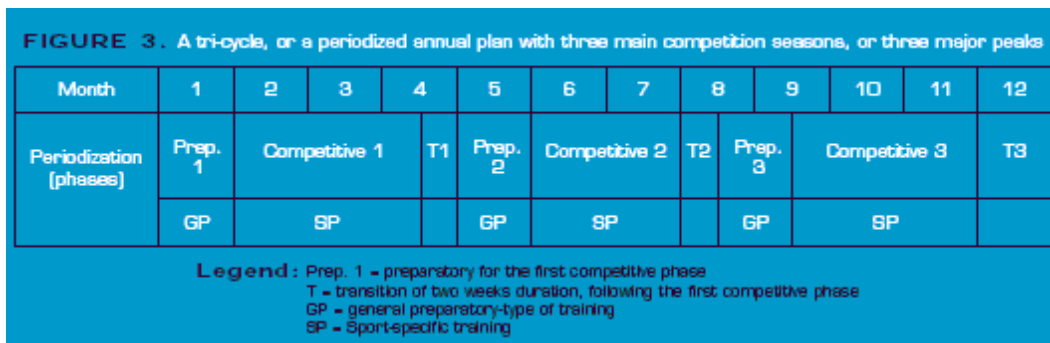 FIGURE 3. A tri-cycle, or a periodized annual plan with three main competition seasons, or three major peaks
Month 1 2 3 4 5 6 7 8 9 10 11 12
Periodization (phases) Prep. 1 Competitive 1 T1 Prep. 2 Competitive 2 T2 Prep. 3 Competitive 3 T3
GP SP GP SP GP SP
Legend: Prep. 1 = preparatory for the first competitive phase
T = transition of two weeks duration, following the first competitive phase
GP = general preparatory-type of training
SP = Sport-specific training